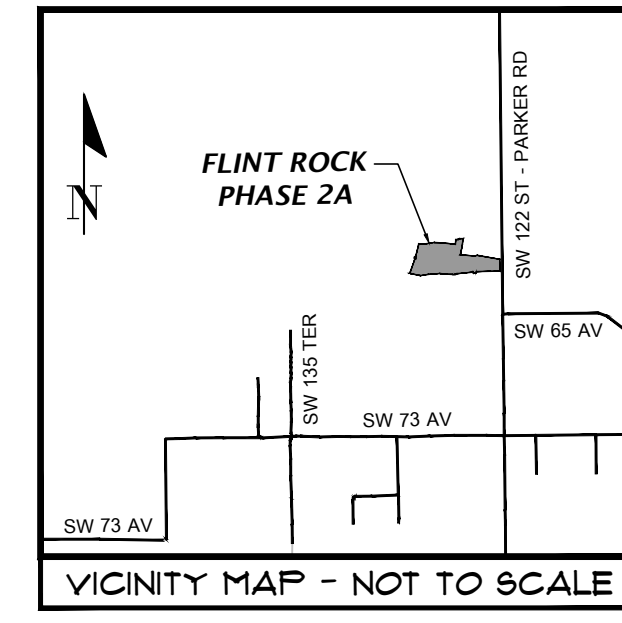 SW 122 ST - PARKER RD
FLINT ROCK
PHASE 2A
N
SW 65 AV
SW 135 TER
SW 73 AV
SW 73 AV
VICINITY MAP - NOT TO SCALE